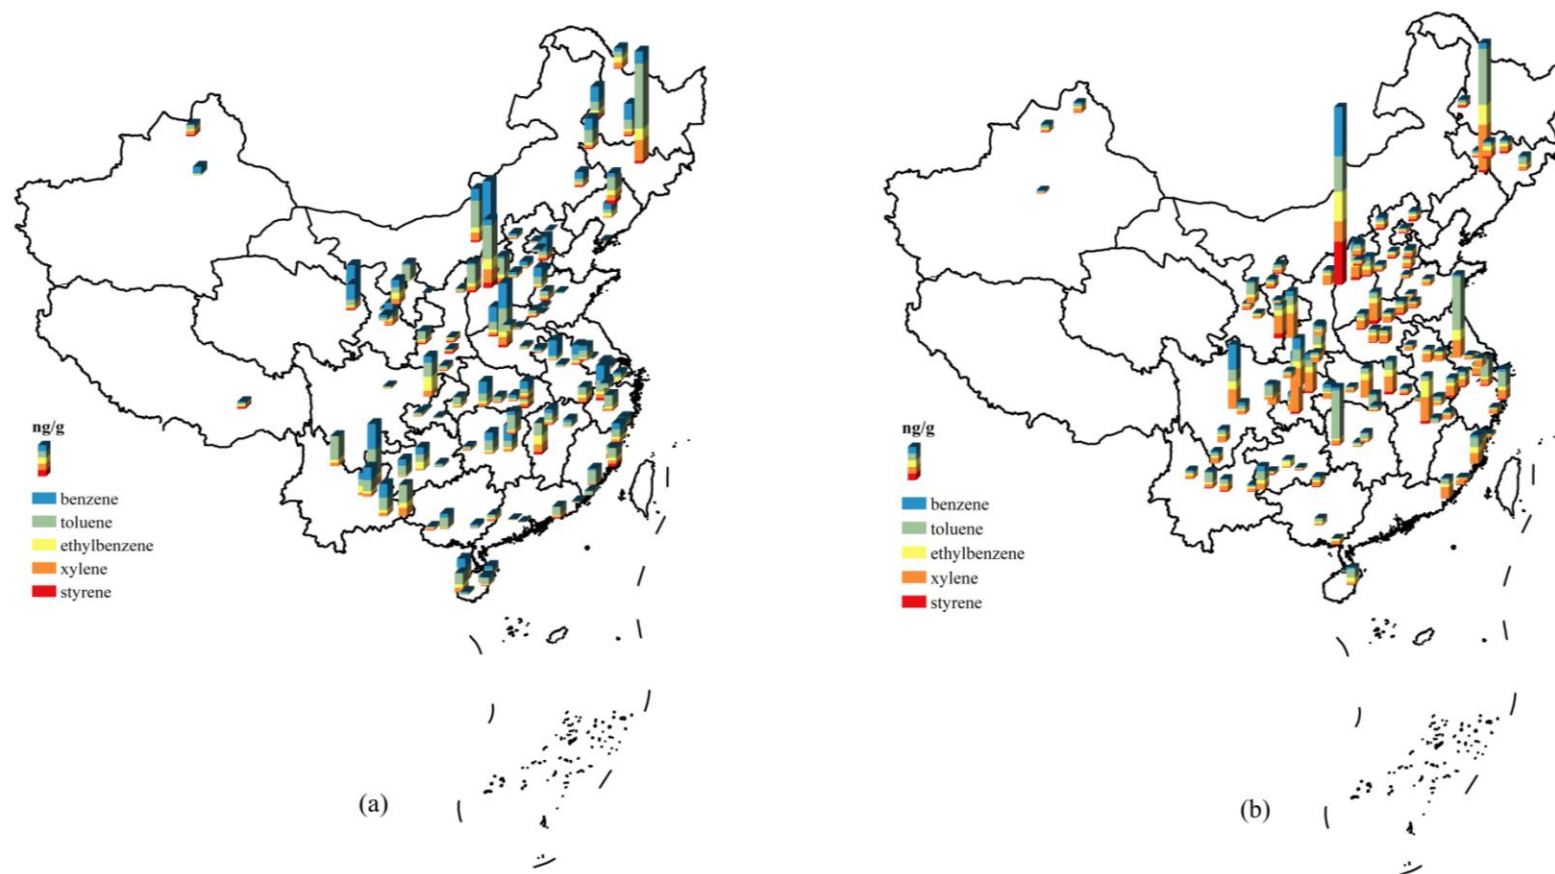 ng/g
benzene
toluene
ethylbenzene
xylene
styrene
(a)
ng/g
benzene
toluene
ethylbenzene
xylene
styrene
(b)